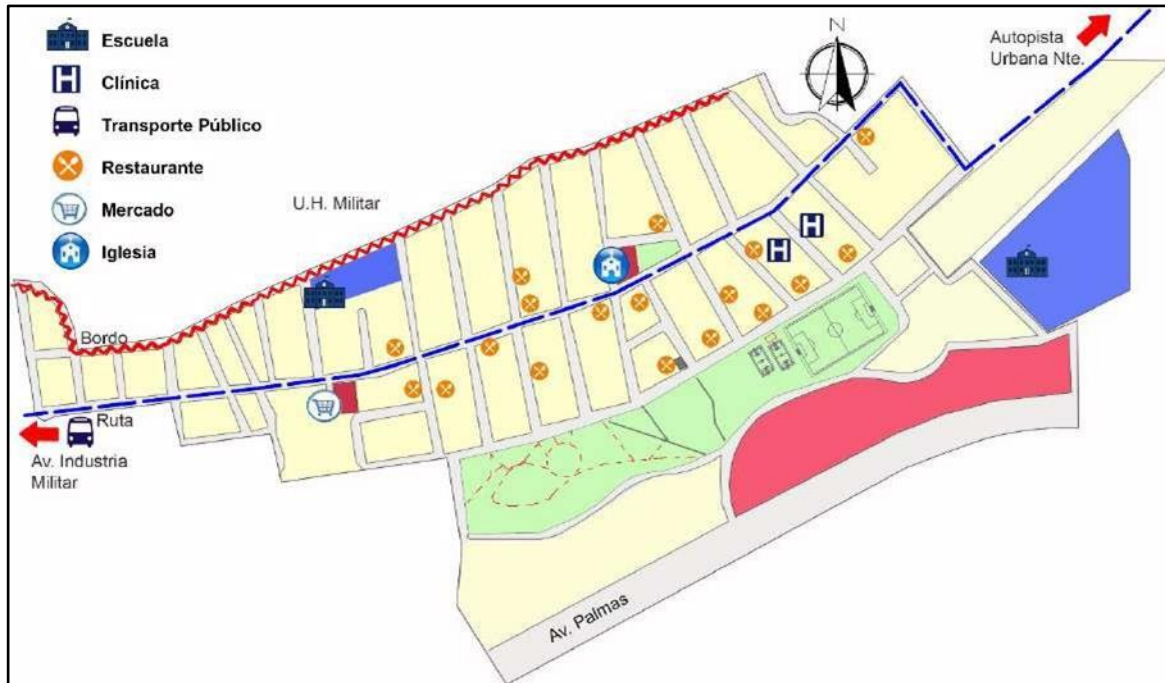 Escuela
Clínica
Transporte Público
Restaurante
Mercado
Iglesia
N
Autopista
Urbana Nte.
U.H. Militar
Bordo
Ruta
Av. Industria
Militar
Av. Palmas